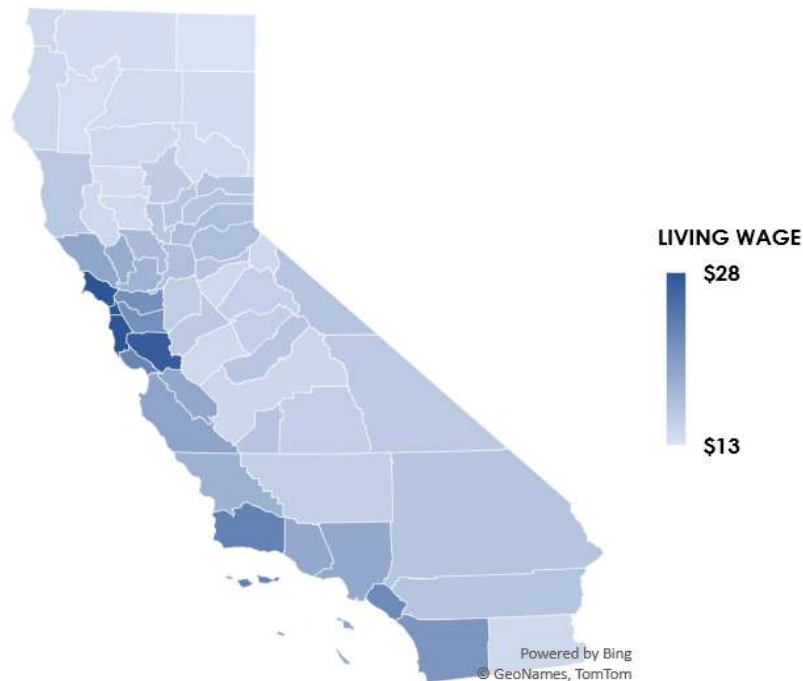 LIVING WAGE
$28
$13
Powered by Bing
© GeoNames, TomTom